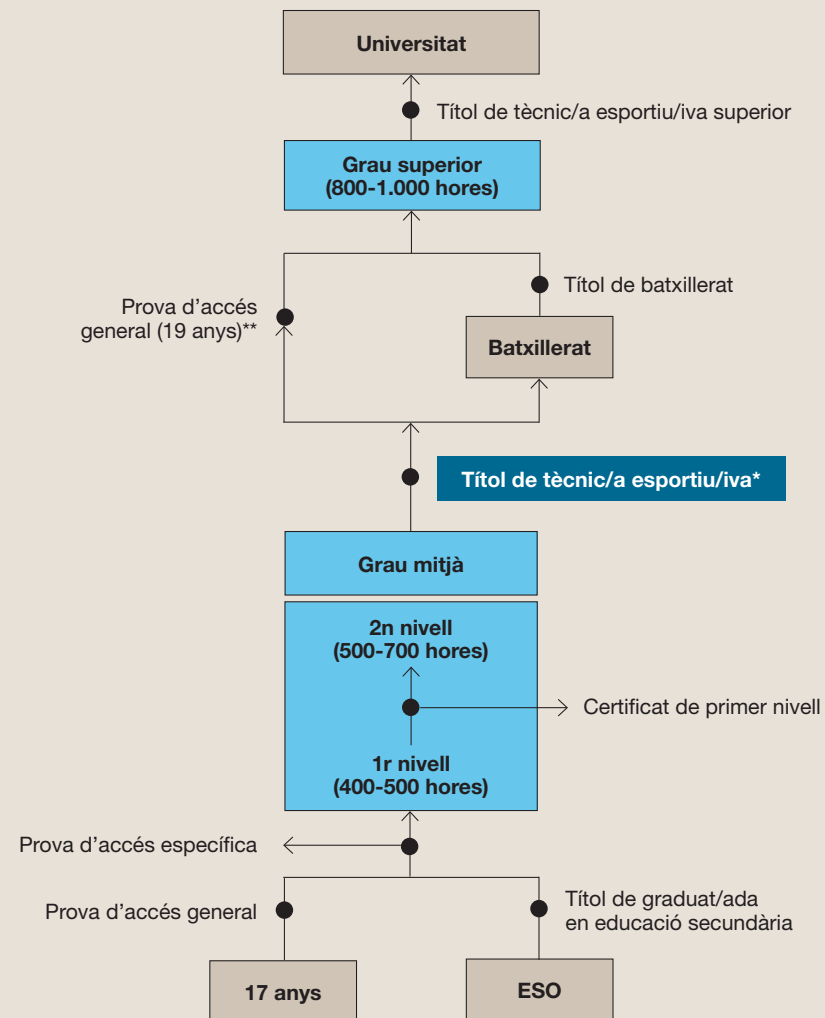 Universitat
Títol de tècnic/a esportiu/iva superior
Grau superior
(800-1.000 hores)
Títol de batxillerat
Prova d’accés
general (19 anys)**
Batxillerat
Títol de tècnic/a esportiu/iva*
Grau mitjà
2n nivell
(500-700 hores)
Certificat de primer nivell
1r nivell
(400-500 hores)
Prova d’accés específica
Prova d’accés general
Títol de graduat/ada
en educació secundària
17 anys
ESO